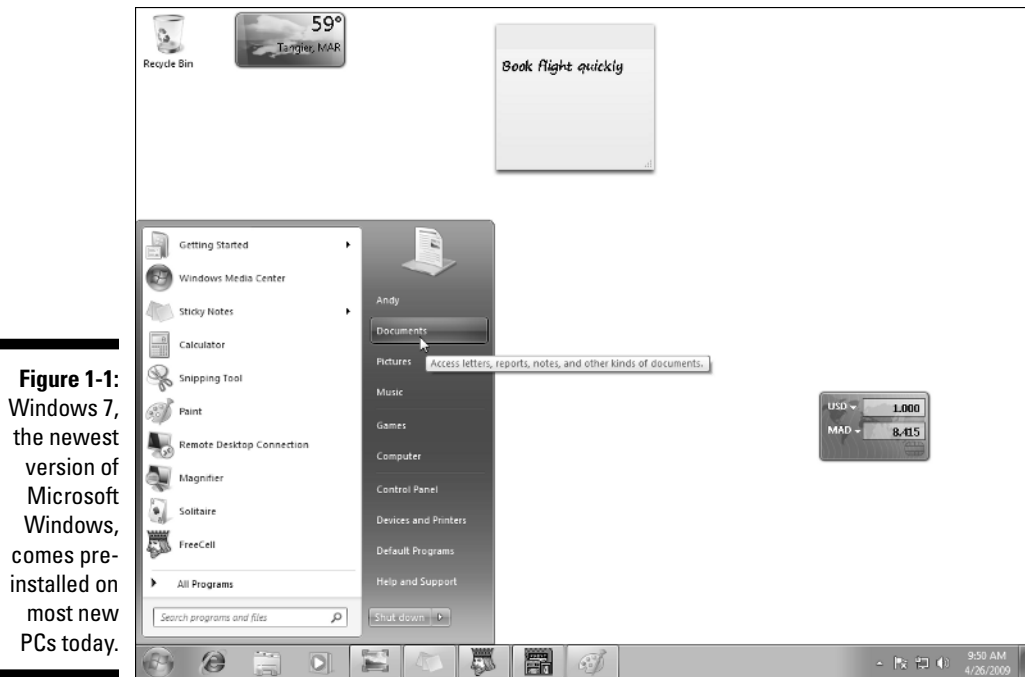 Recycle Bin
59°
Tangier, MAR
Book flight quickly
Getting Started
Windows Media Center
Sticky Notes
Calculator
Snipping Tool
Paint
Remote Desktop Connection
Magnifier
Solitaire
FreeCell
All Programs
Search programs and files
Andy
Documents
Access letters, reports, notes, and other kinds of documents.
Pictures
Music
Games
Computer
Control Panel
Devices and Printers
Default Programs
Help and Support
Shut down
USD 1.000
MAD 8.415
9:50 AM
4/26/2009
Figure 1-1:
Windows 7,
the newest
version of
Microsoft
Windows,
comes pre-
installed on
most new
PCs today.